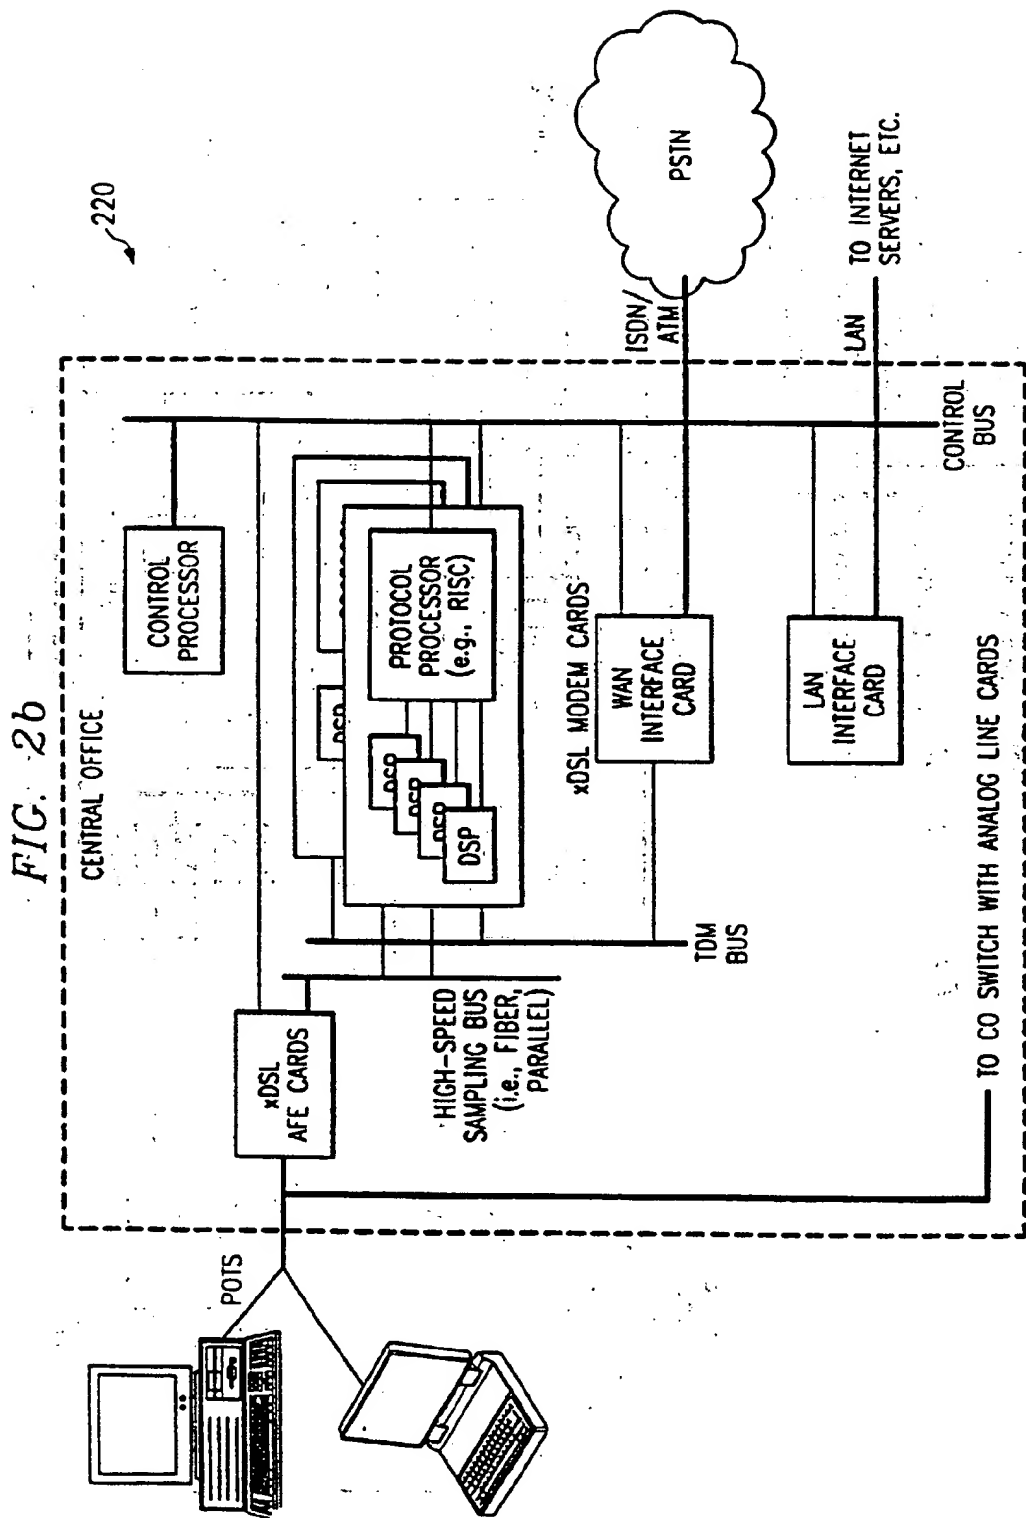 FIG. 2b
220
CENTRAL OFFICE
CONTROL
PROCESSOR
POTS
xDSL
AFE CARDS
DSP
DSP
DSP
DSP
DSP
PROTOCOL
PROCESSOR
(e.g., RISC)
HIGH-SPEED
SAMPLING BUS
(i.e., FIBER,
PARALLEL)
TDM
BUS
xDSL MODEM CARDS
WAN
INTERFACE
CARD
ISDN/
ATM
PSTN
LAN
INTERFACE
CARD
LAN
TO INTERNET
SERVERS, ETC.
CONTROL
BUS
TO CO SWITCH WITH ANALOG LINE CARDS